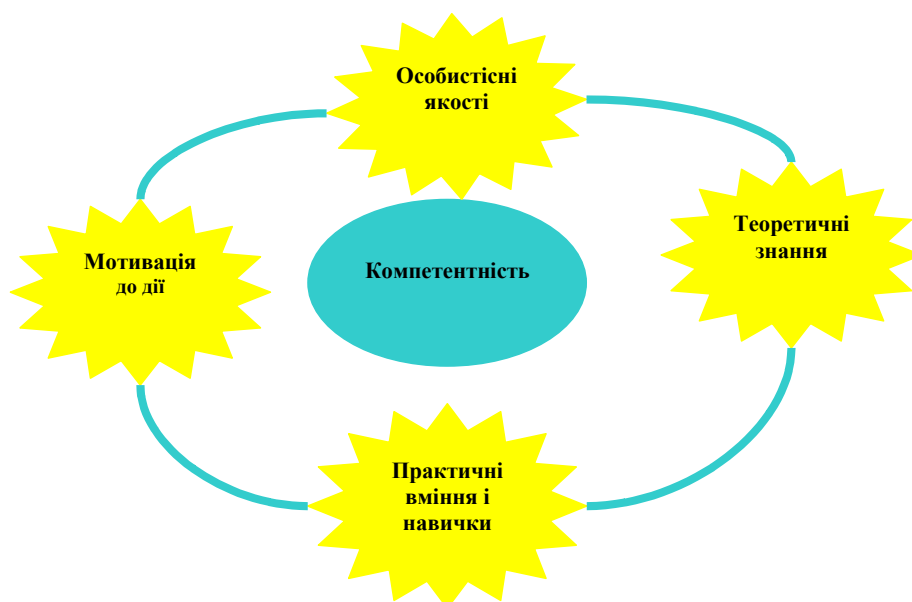 Особистісні
якості
Теоретичні
знання
Мотивація
до дії
Компетентність
Практичні
вміння і
навички